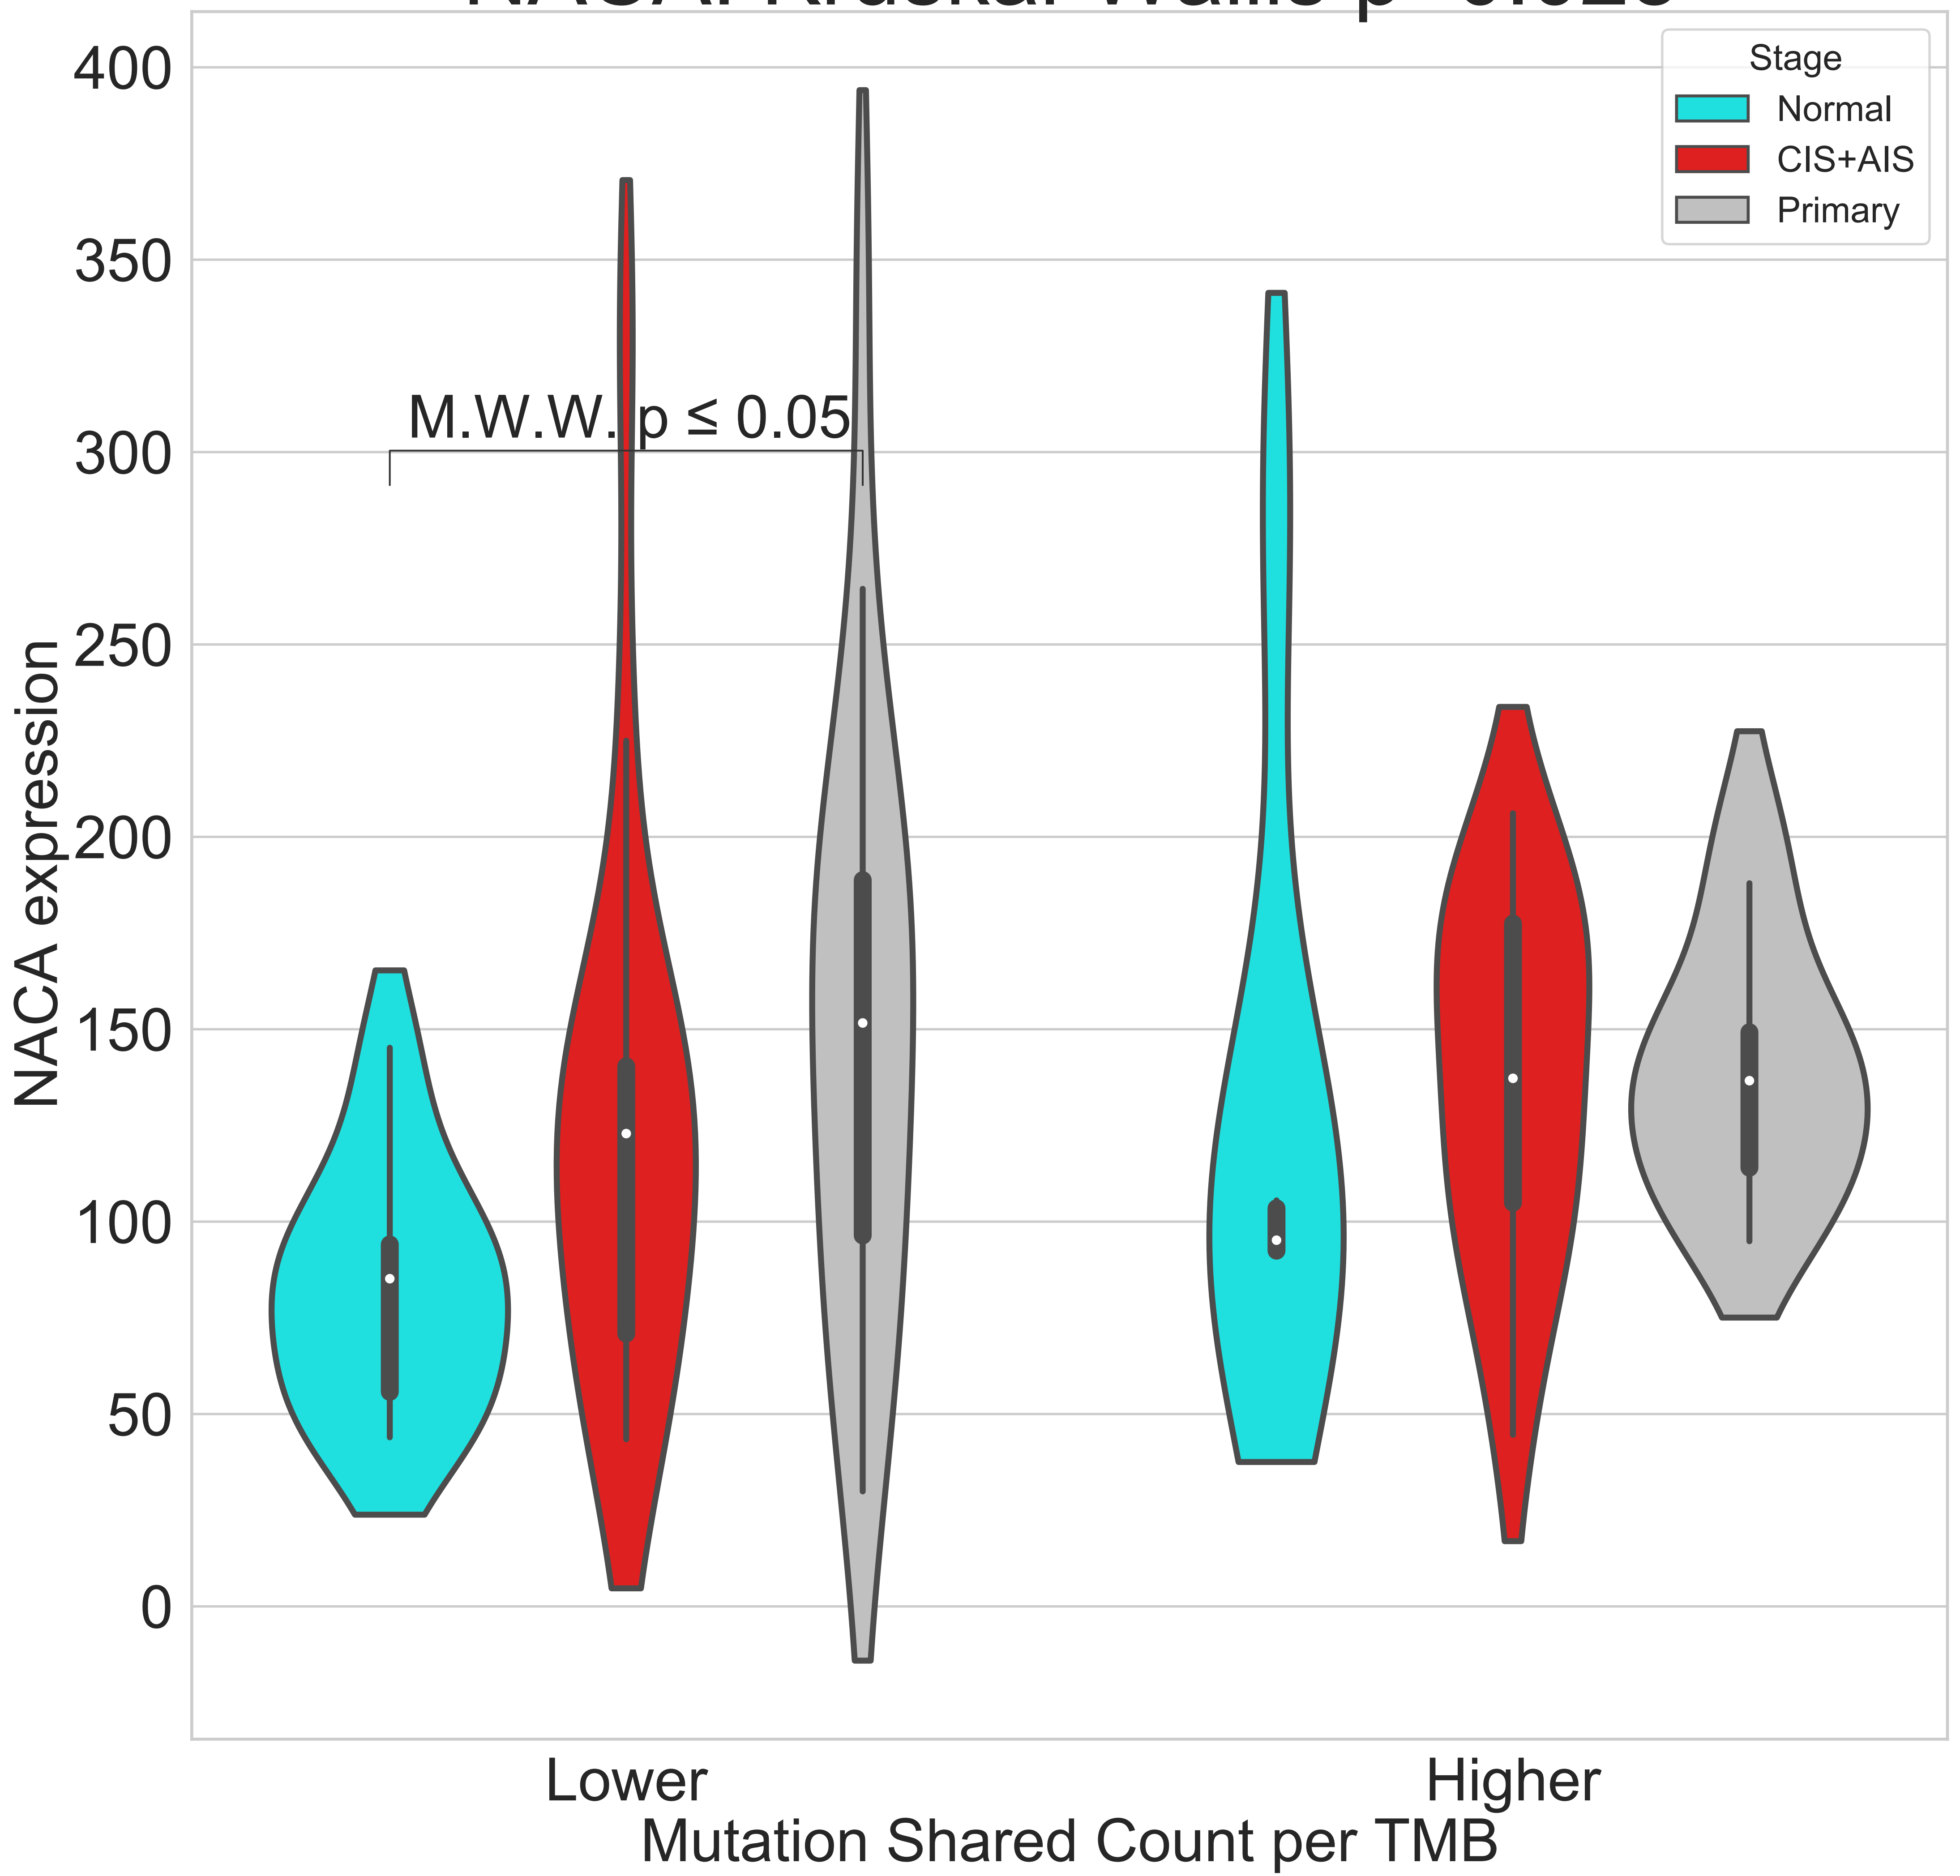 Stage
Normal
CIS+AIS
Primary
400
350
300
250
200
150
100
50
0
NACA expression
M.W.W. p ≤ 0.05
Lower
Higher
Mutation Shared Count per TMB